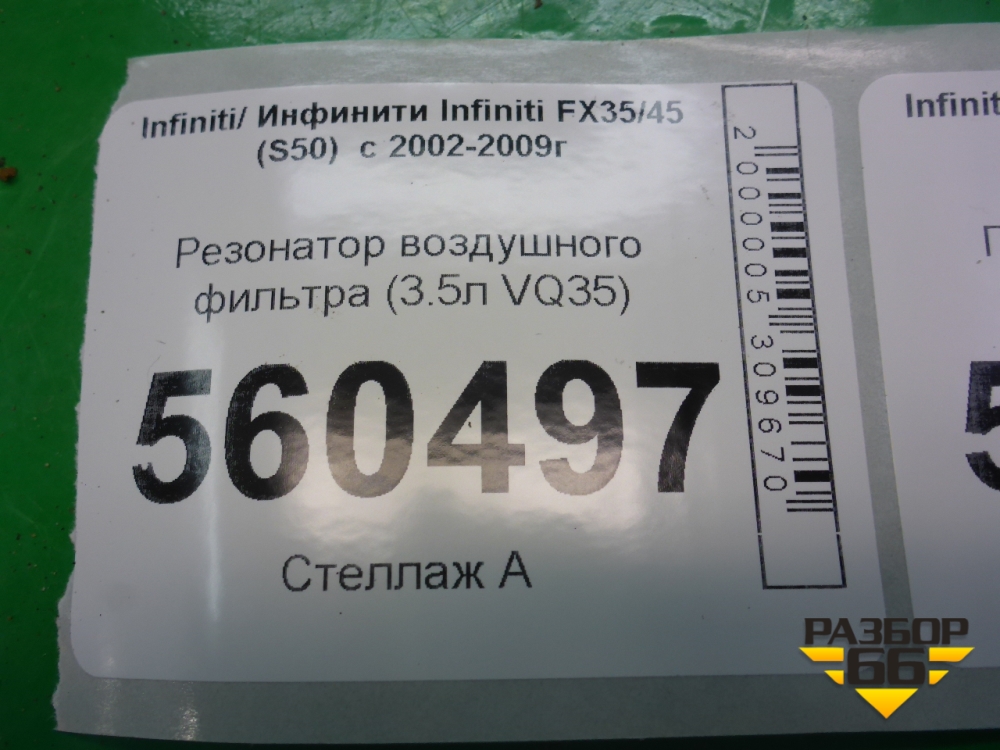 Infiniti/ Инфинити Infiniti FX35/45
(S50) с 2002-2009г
Резонатор воздушного
фильтра (3.5л VQ35)
560497
Стеллаж А
2000005309670
РАЗБОР
66